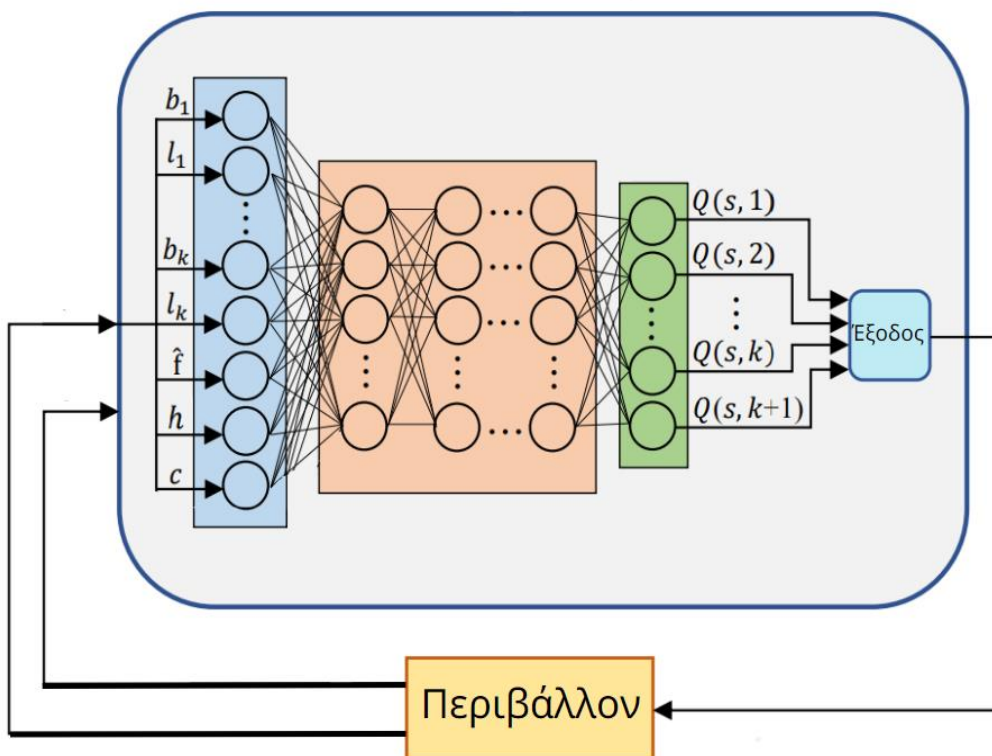 b₁
l₁
bₖ
lₖ
f̂
h
c
Q(s, 1)
Q(s, 2)
Q(s, k)
Q(s, k+1)
Έξοδος
Περιβάλλον